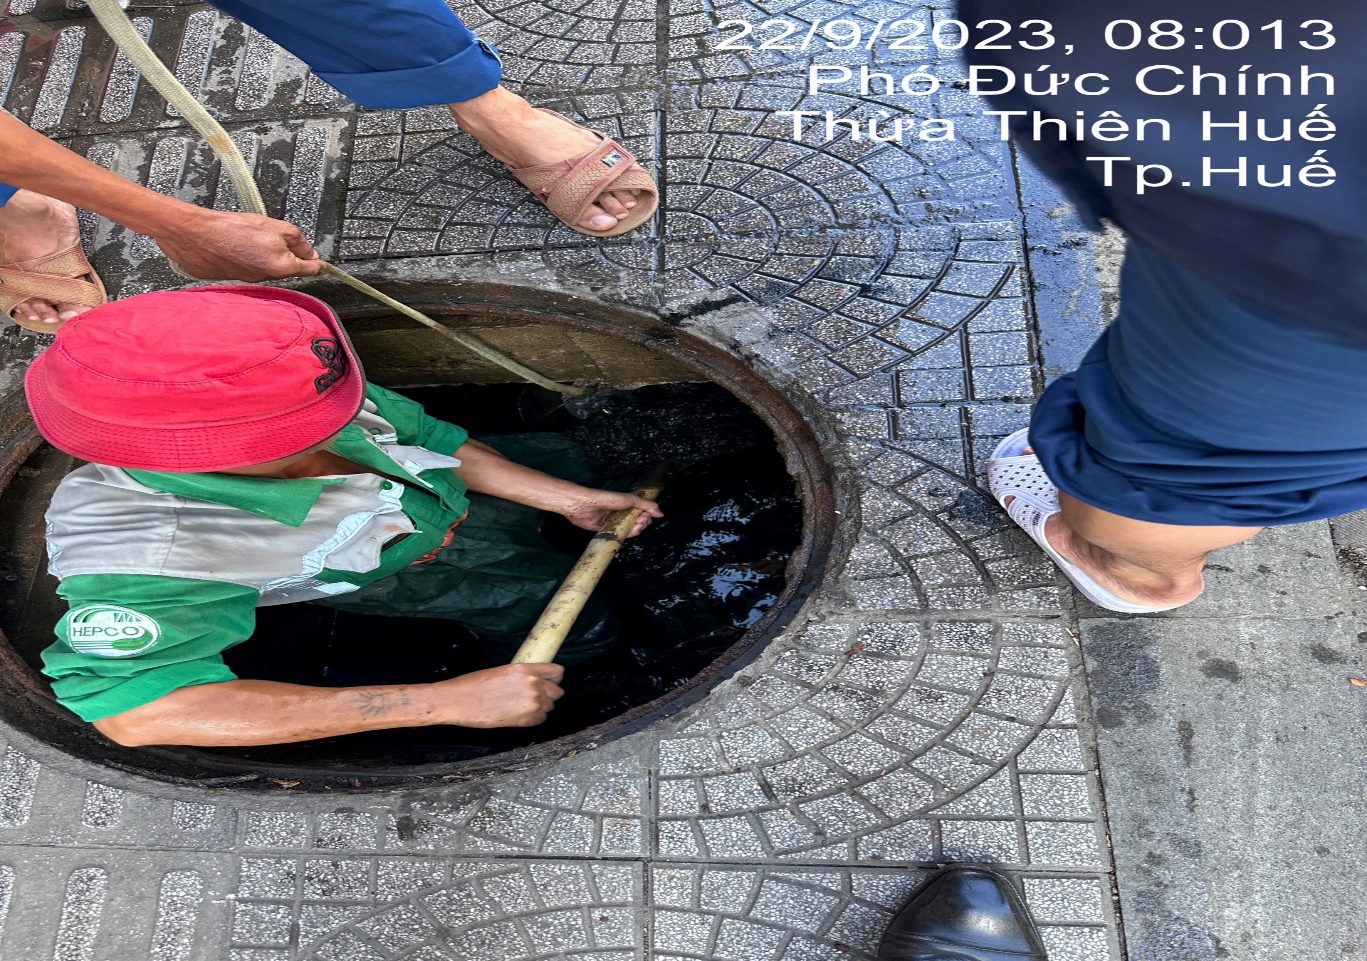 22/9/2023, 08:013
Phó Đức Chính
Thừa Thiên Huế
Tp.Huế
HEPCO